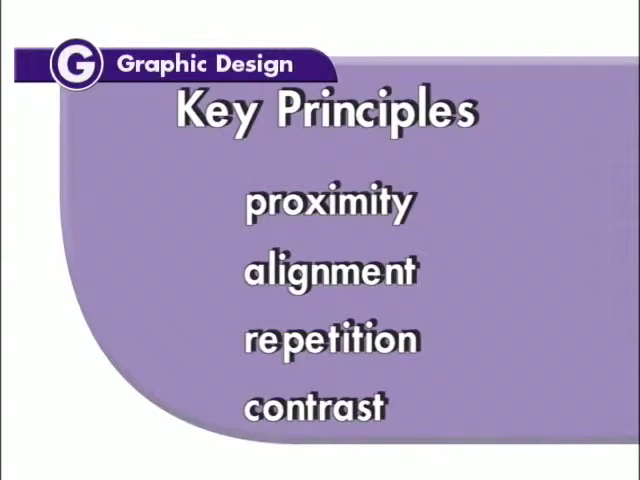 G Graphic Design
Key Principles
proximity
alignment
repetition
contrast